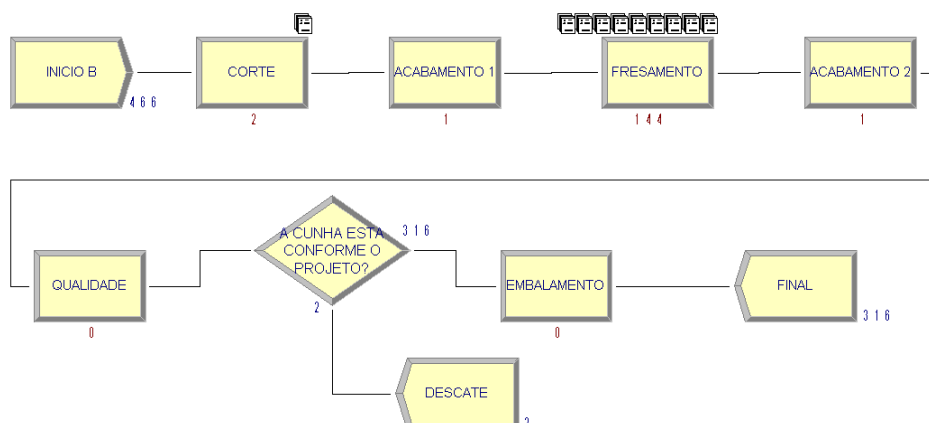 INICIO B
466
CORTE
2
ACABAMENTO 1
1
FRESAMENTO
144
ACABAMENTO 2
1
QUALIDADE
0
A CUNHA ESTA
CONFORME O
PROJETO?
316
2
EMBALAMENTO
0
FINAL
316
DESCATE